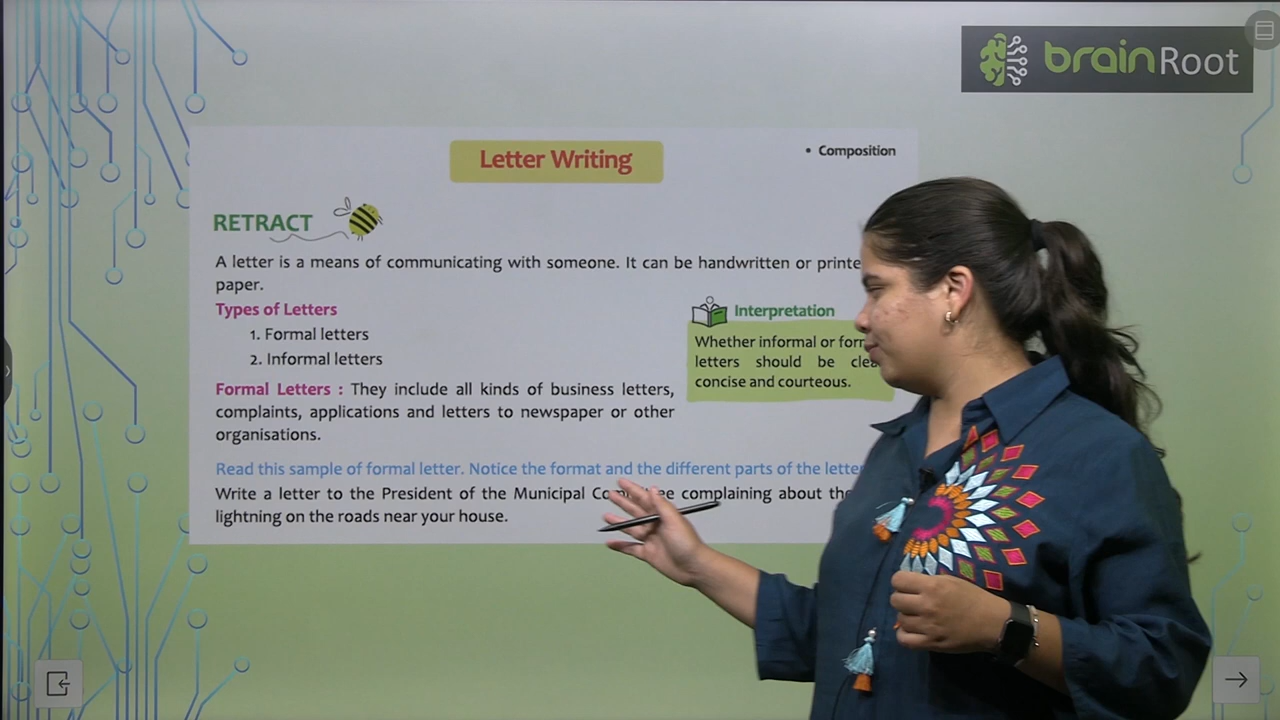 brainRoot
Letter Writing
• Composition
RETRACT
A letter is a means of communicating with someone. It can be handwritten or printe
paper.
Types of Letters
1. Formal letters
2. Informal letters
Interpretation
Whether informal or form
letters should be clea
concise and courteous.
Formal Letters : They include all kinds of business letters,
complaints, applications and letters to newspaper or other
organisations.
Read this sample of formal letter. Notice the format and the different parts of the letter
Write a letter to the President of the Municipal complaining about the
lightning on the roads near your house.